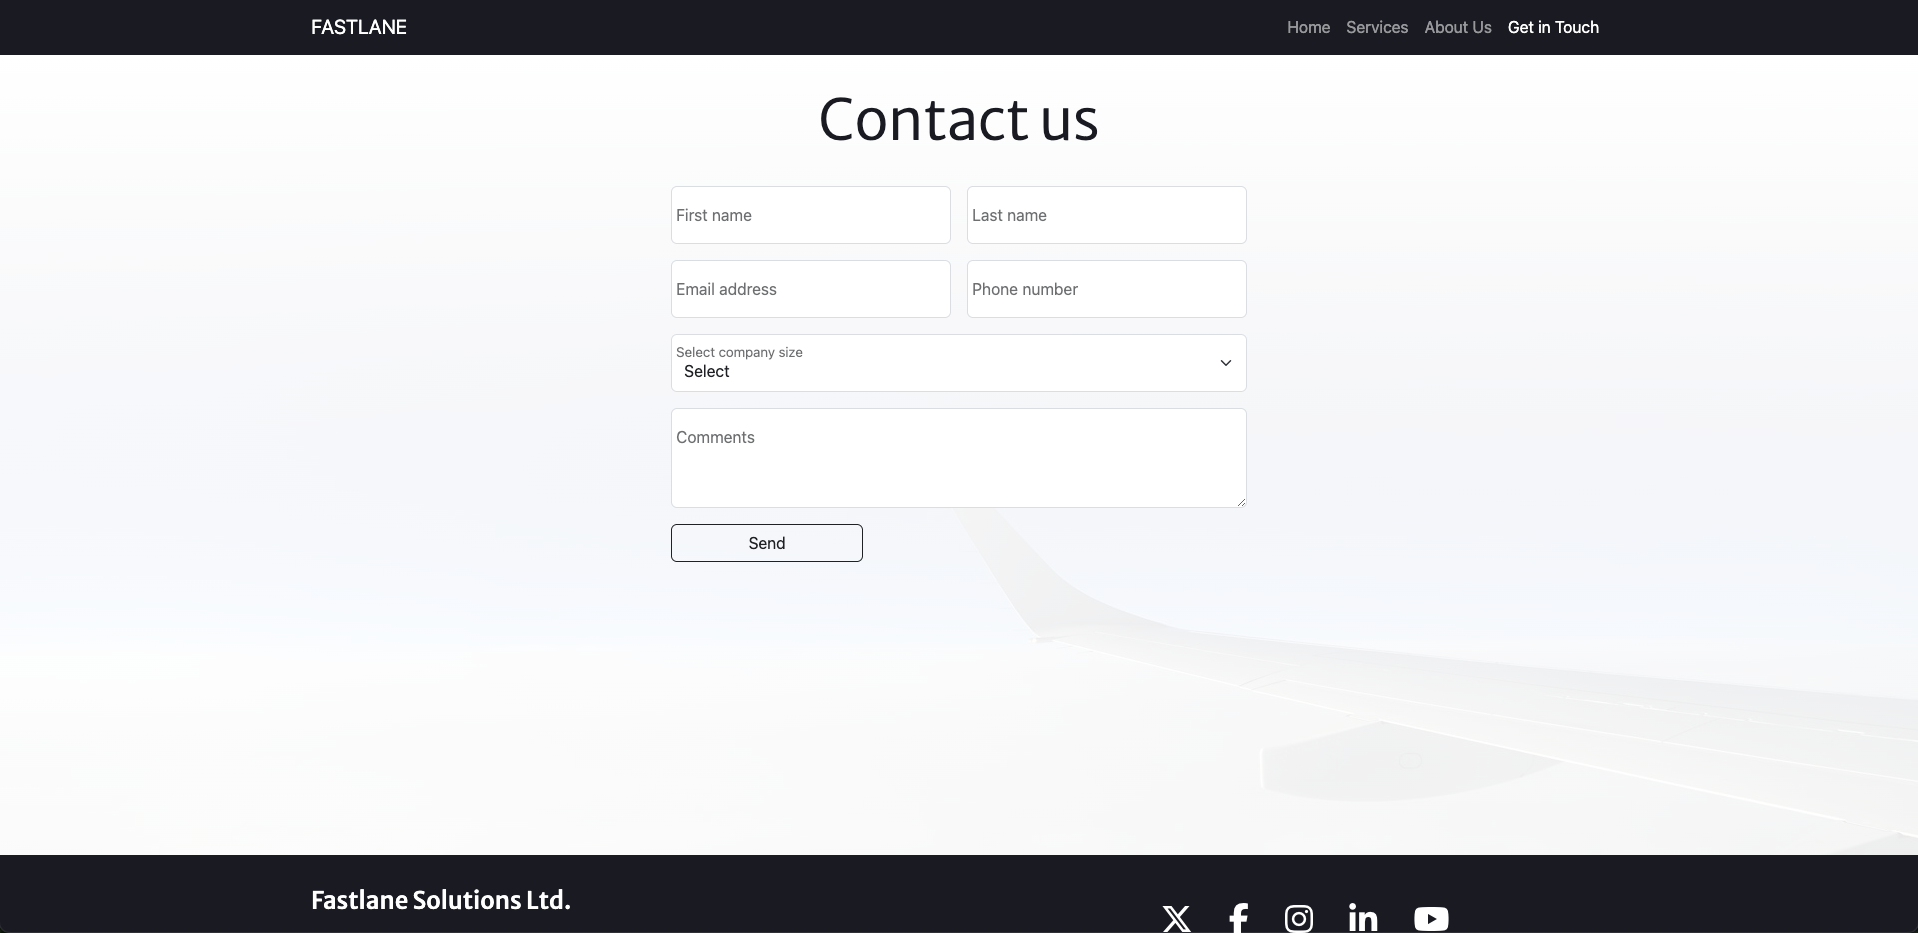 FASTLANE
Home Services About Us Get in Touch
Contact us
First name
Last name
Email address
Phone number
Select company size
Select
Comments
Send
Fastlane Solutions Ltd.